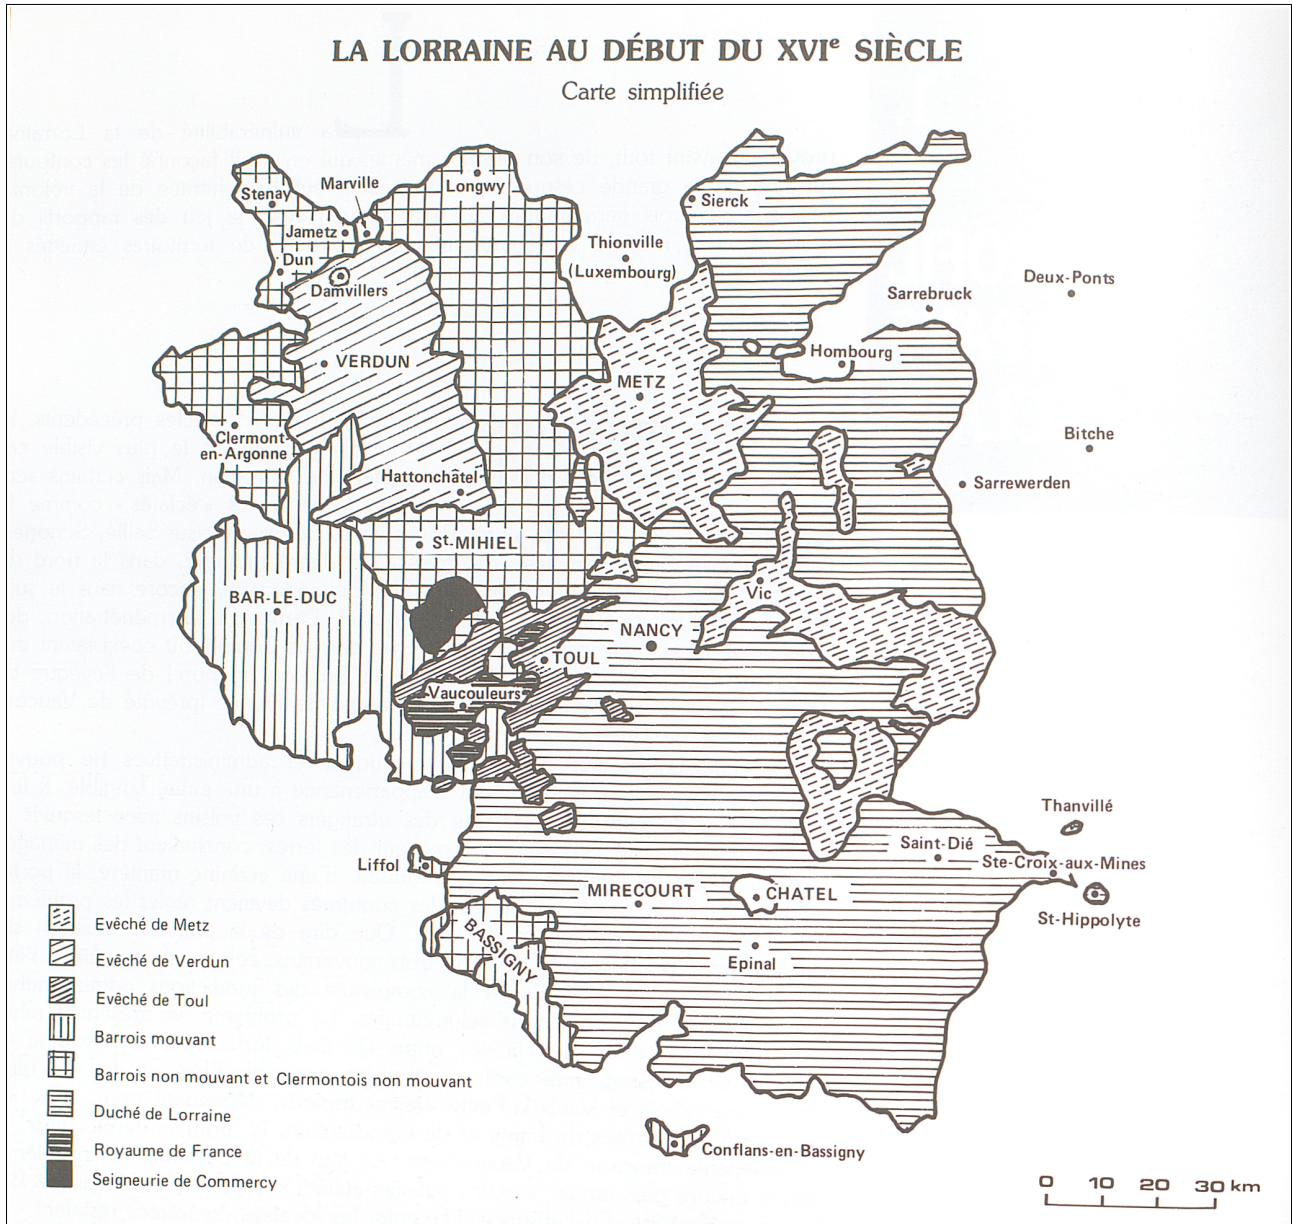 LA LORRAINE AU DÉBUT DU XVIe SIÈCLE
Carte simplifiée
Marville
Longwy
Stenay
Sierck
Jametz
Thionville
(Luxembourg)
Dun
Damvillers
Deux-Ponts
Sarrebruck
VERDUN
Hombourg
METZ
Clermont-
en-Argonne
Bitche
Hattonchâtel
Sarrewerden
St-MIHIEL
BAR-LE-DUC
Vic
NANCY
TOUL
Vaucouleurs
Thanvillé
Saint-Dié
Ste-Croix-aux-Mines
Liffol
MIRECOURT
CHATEL
St-Hippolyte
BASSIGNY
Epinal
Evêché de Metz
Evêché de Verdun
Evêché de Toul
Barrois mouvant
Barrois non mouvant et Clermontois non mouvant
Duché de Lorraine
Royaume de France
Seigneurie de Commercy
Conflans-en-Bassigny
0 10 20 30 km